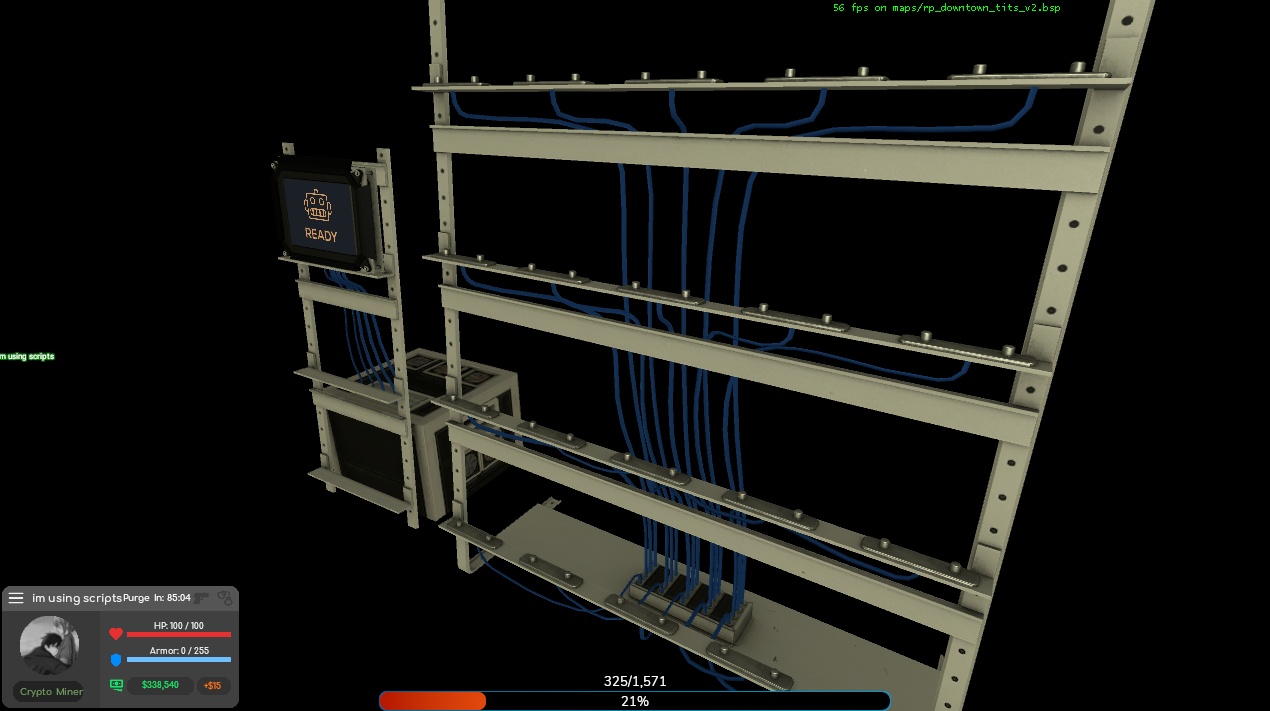 56 fps on maps/rp_downtown_tits_v2.bsp
READY
m using scripts
im using scripts Purge In: 85:04
HP: 100 / 100
Armor: 0 / 255
$338,540 +$15
Crypto Miner
325/1,571
21%